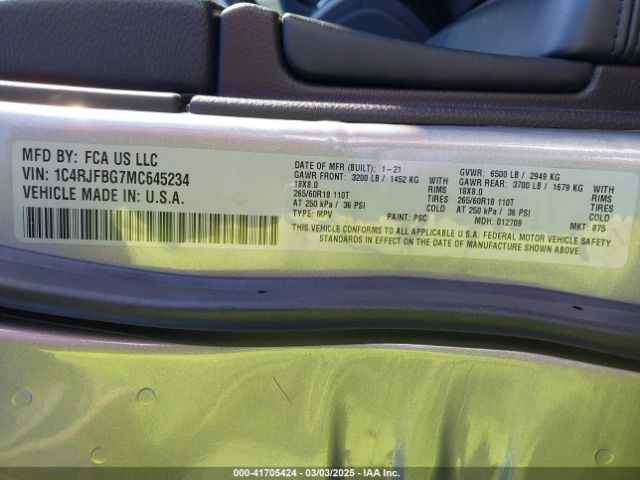 MFD BY: FCA US LLC
VIN: 1C4RJFBG7MC645234
VEHICLE MADE IN: U.S.A.
DATE OF MFR (BUILT): 1-21
GAWR FRONT: 3200 LB / 1452 KG WITH
18X8.0 RIMS
265/60R18 110T TIRES
AT 250 kPa / 36 PSI COLD
TYPE: MPV PAINT: PSC
GVWR: 6500 LB / 2949 KG
GAWR REAR: 3700 LB / 1679 KG WITH
18X8.0 RIMS
265/60R18 110T TIRES
AT 250 kPa / 36 PSI COLD
MDH: 012709 MKT: 875
THIS VEHICLE CONFORMS TO ALL APPLICABLE U.S.A. FEDERAL MOTOR VEHICLE SAFETY
STANDARDS IN EFFECT ON THE DATE OF MANUFACTURE SHOWN ABOVE.
000-41705424 - 03/03/2025 - IAA Inc.